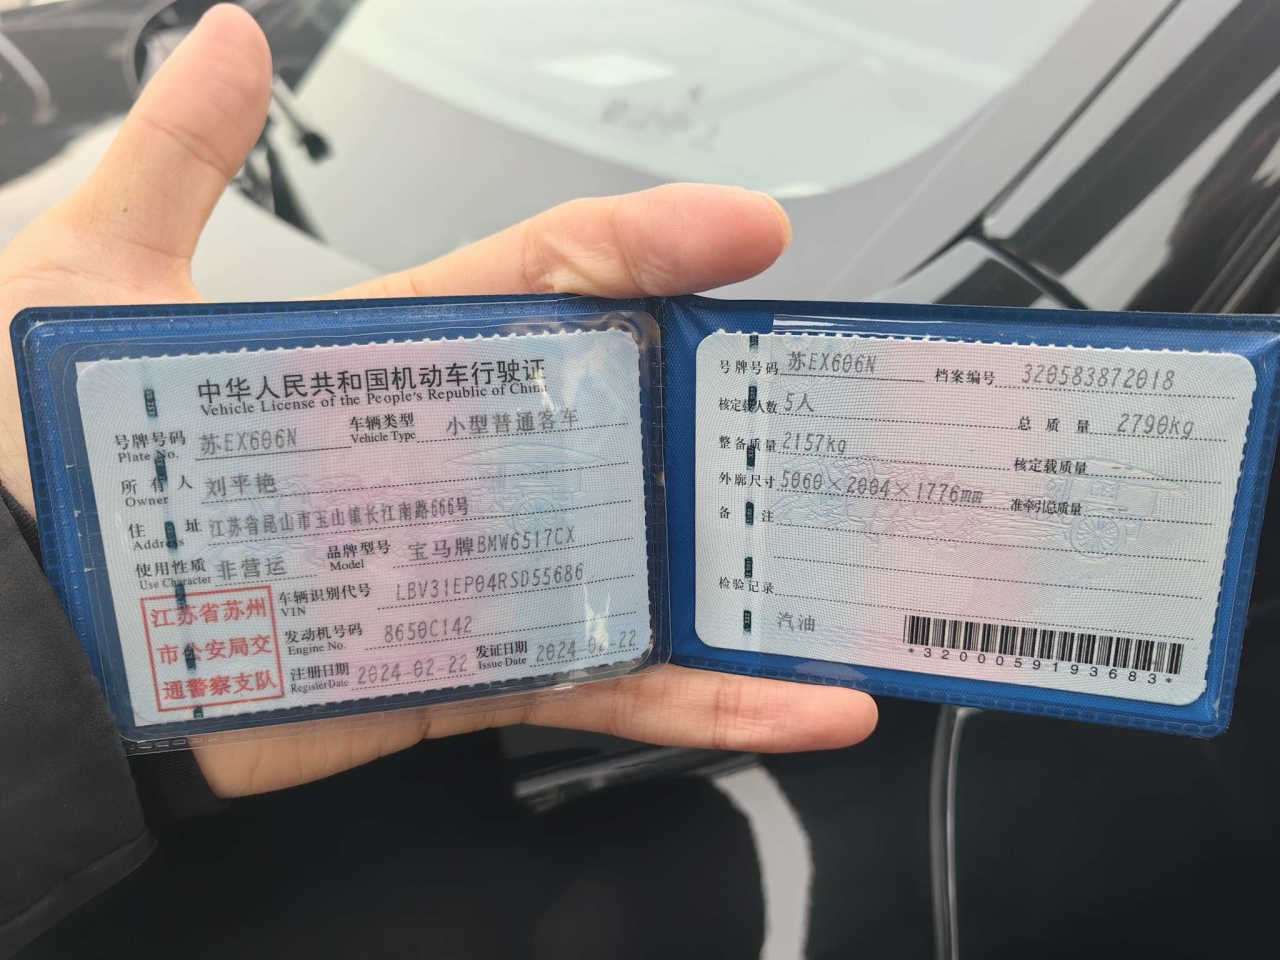 中华人民共和国机动车行驶证
Vehicle License of the People's Republic of China
号牌号码 苏EX606N 车辆类型 小型普通客车
Plate No. Vehicle Type
所有人 刘平艳
Owner
住址 江苏省昆山市玉山镇长江南路666号
Address
使用性质 非营运 品牌型号 宝马牌BMW6517CX
Use Character Model
江苏省苏州
市公安局交
通警察支队
车辆识别代号 LBV31EP04RSD55686
VIN
发动机号码 8650C142
Engine No.
注册日期 2024-02-22 发证日期 2024-02-22
Register Date Issue Date
号牌号码 苏EX606N 档案编号 320583872018
核定载人数 5人 总质量 2790kg
整备质量 2157kg 核定载质量
外廓尺寸 5060×2004×1776mm 准牵引总质量
备注
检验记录
汽油
*3200059193683*